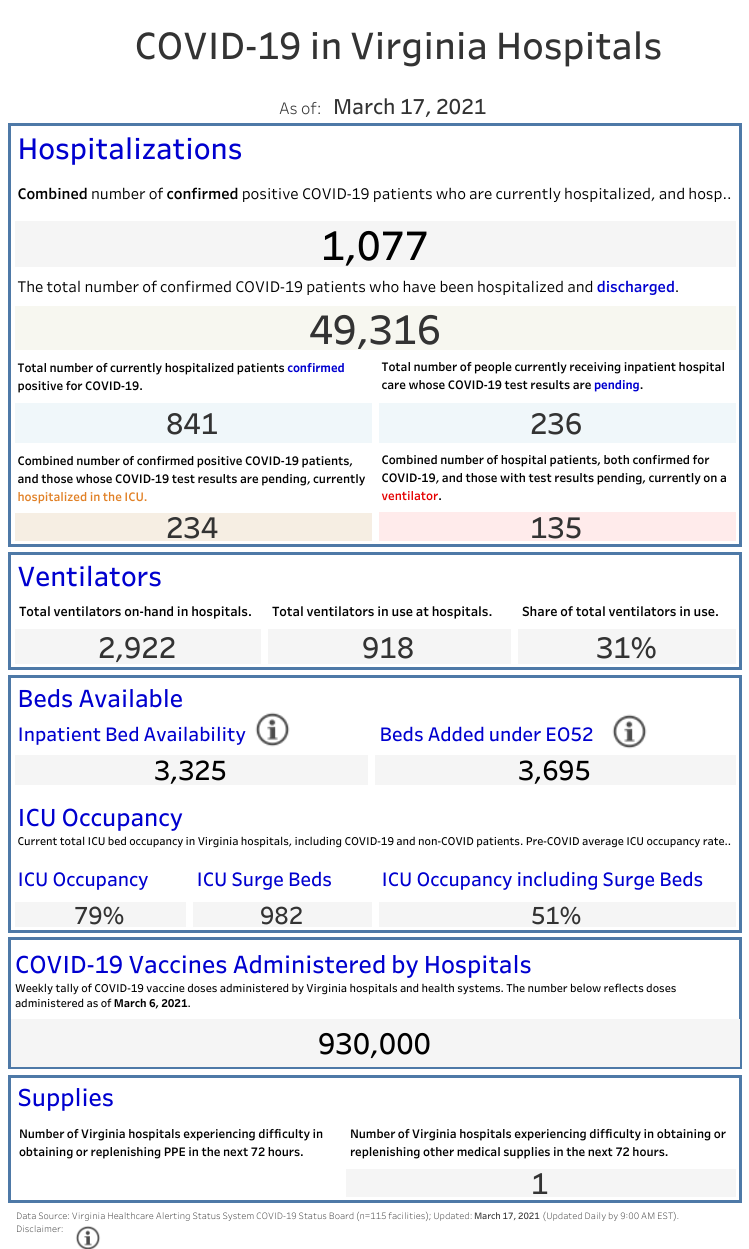 COVID-19 in Virginia Hospitals
As of: March 17, 2021
Hospitalizations
Combined number of confirmed positive COVID-19 patients who are currently hospitalized, and hosp..
1,077
The total number of confirmed COVID-19 patients who have been hospitalized and discharged.
49,316
Total number of currently hospitalized patients confirmed
positive for COVID-19.
841
Total number of people currently receiving inpatient hospital
care whose COVID-19 test results are pending.
236
Combined number of confirmed positive COVID-19 patients,
and those whose COVID-19 test results are pending, currently
hospitalized in the ICU.
234
Combined number of hospital patients, both confirmed for
COVID-19, and those with test results pending, currently on a
ventilator.
135
Ventilators
Total ventilators on-hand in hospitals.
2,922
Total ventilators in use at hospitals.
918
Share of total ventilators in use.
31%
Beds Available
Inpatient Bed Availability
3,325
Beds Added under EO52
3,695
ICU Occupancy
Current total ICU bed occupancy in Virginia hospitals, including COVID-19 and non-COVID patients. Pre-COVID average ICU occupancy rate..
ICU Occupancy
79%
ICU Surge Beds
982
ICU Occupancy including Surge Beds
51%
COVID-19 Vaccines Administered by Hospitals
Weekly tally of COVID-19 vaccine doses administered by Virginia hospitals and health systems. The number below reflects doses
administered as of March 6, 2021.
930,000
Supplies
Number of Virginia hospitals experiencing difficulty in
obtaining or replenishing PPE in the next 72 hours.
Number of Virginia hospitals experiencing difficulty in obtaining or
replenishing other medical supplies in the next 72 hours.
1
Data Source: Virginia Healthcare Alerting Status System COVID-19 Status Board (n=115 facilities); Updated: March 17, 2021 (Updated Daily by 9:00 AM EST).
Disclaimer: